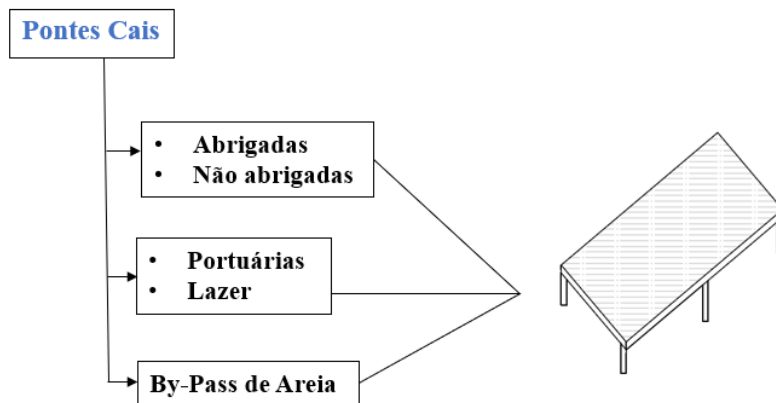 Pontes Cais
• Abrigadas
• Não abrigadas
• Portuárias
• Lazer
By-Pass de Areia